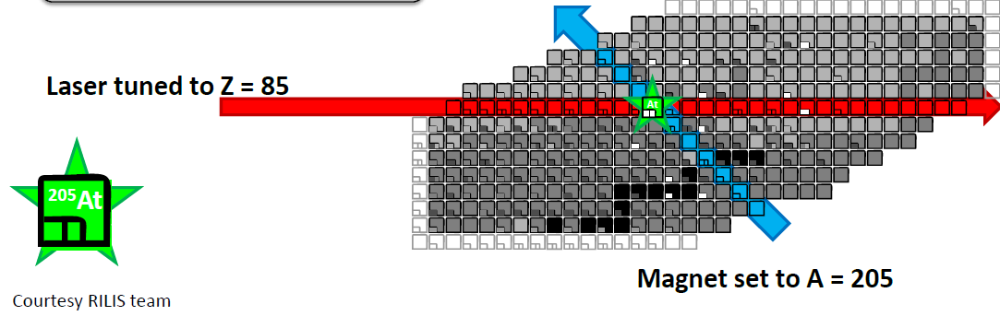 Laser tuned to Z = 85
At
205At
Magnet set to A = 205
Courtesy RILIS team